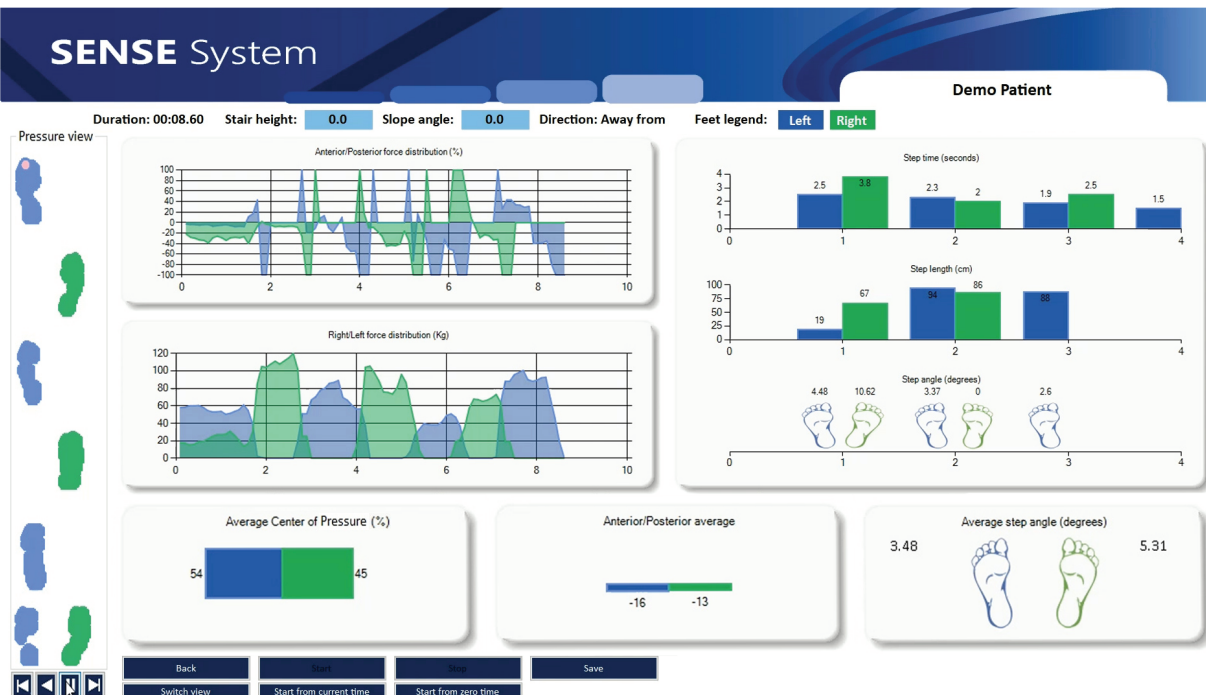 SENSE System
Demo Patient
Duration: 00:08.60 Stair height: 0.0 Slope angle: 0.0 Direction: Away from Feet legend: Left Right
Pressure view
Anterior/Posterior force distribution (%)
100
80
60
40
20
0
-20
-40
-60
-80
-100
0 2 4 6 8 10
Right/Left force distribution (Kg)
120
100
80
60
40
20
0
0 2 4 6 8 10
Step time (seconds)
4
3
2
1
0
2.5 3.8 2.3 2 1.9 2.5 1.5
0 1 2 3 4
Step length (cm)
100
75
50
25
0
19 67 94 86 88
0 1 2 3 4
Step angle (degrees)
4.48 10.62 3.37 0 2.6
0 1 2 3 4
Average Center of Pressure (%)
54 45
Anterior/Posterior average
-16 -13
Average step angle (degrees)
3.48 5.31
Back Start Stop Save
Switch view Start from current time Start from zero time